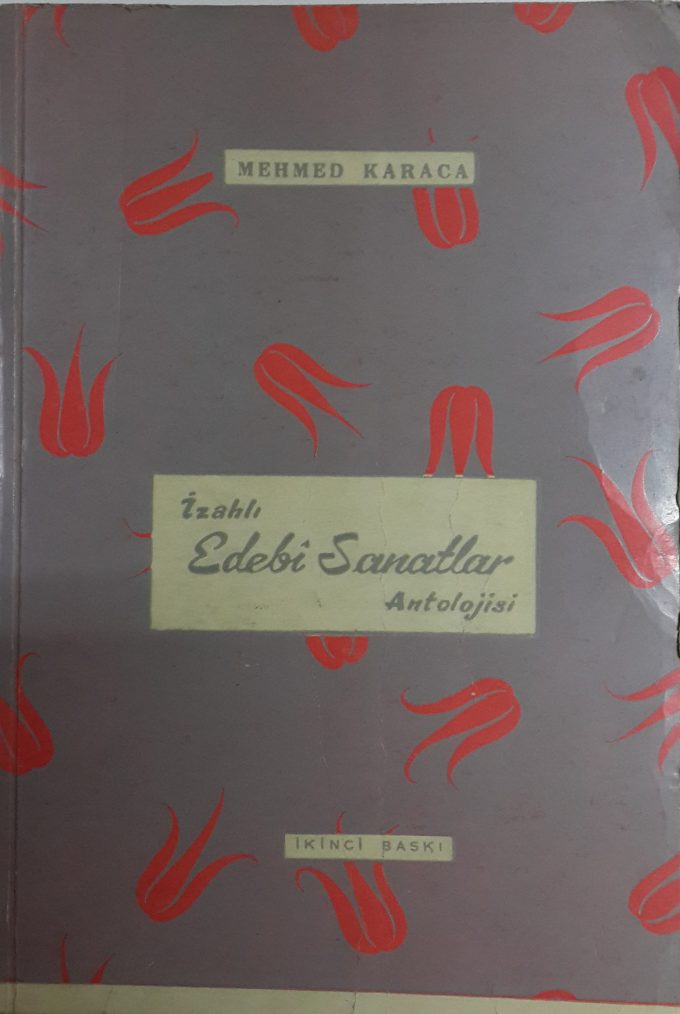 MEHMED KARACA
İzahlı
Edebî Sanatlar
Antolojisi
İKİNCİ BASKI